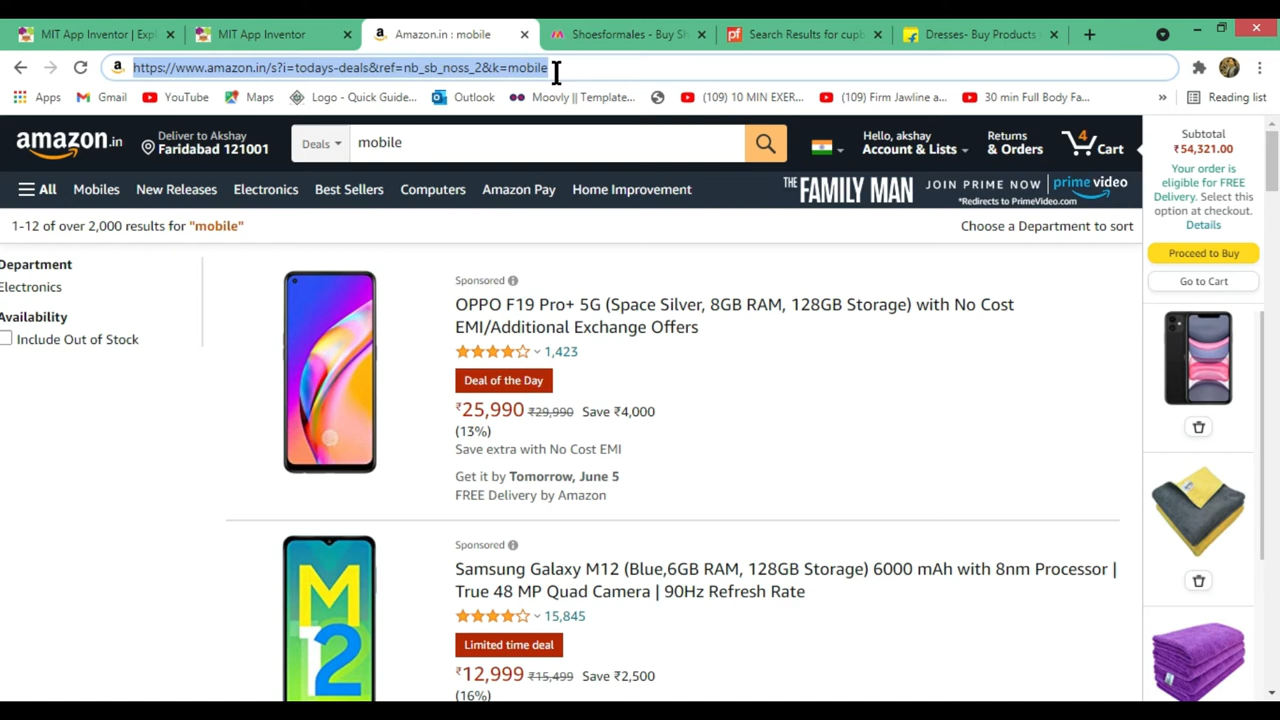 MIT App Inventor | Expl
MIT App Inventor
Amazon.in : mobile
Shoesformales - Buy Sh
Search Results for cupb
Dresses- Buy Products
https://www.amazon.in/s?i=todays-deals&ref=nb_sb_noss_2&k=mobile
Apps
Gmail
YouTube
Maps
Logo - Quick Guide...
Outlook
Moovly || Template...
(109) 10 MIN EXER...
(109) Firm Jawline a...
30 min Full Body Fa...
Reading list
amazon.in
Deliver to Akshay
Faridabad 121001
Deals
mobile
Hello, akshay
Account & Lists
Returns
& Orders
4
Cart
All
Mobiles
New Releases
Electronics
Best Sellers
Computers
Amazon Pay
Home Improvement
THE FAMILY MAN
JOIN PRIME NOW
prime video
*Redirects to PrimeVideo.com
Subtotal
₹54,321.00
Your order is
eligible for FREE
Delivery. Select this
option at checkout.
Details
Proceed to Buy
Go to Cart
1-12 of over 2,000 results for "mobile"
Choose a Department to sort
Department
Electronics
Availability
Include Out of Stock
Sponsored
OPPO F19 Pro+ 5G (Space Silver, 8GB RAM, 128GB Storage) with No Cost
EMI/Additional Exchange Offers
1,423
Deal of the Day
₹25,990 ₹29,990 Save ₹4,000
(13%)
Save extra with No Cost EMI
Get it by Tomorrow, June 5
FREE Delivery by Amazon
Sponsored
Samsung Galaxy M12 (Blue,6GB RAM, 128GB Storage) 6000 mAh with 8nm Processor |
True 48 MP Quad Camera | 90Hz Refresh Rate
15,845
Limited time deal
₹12,999 ₹15,499 Save ₹2,500
(16%)
M
12